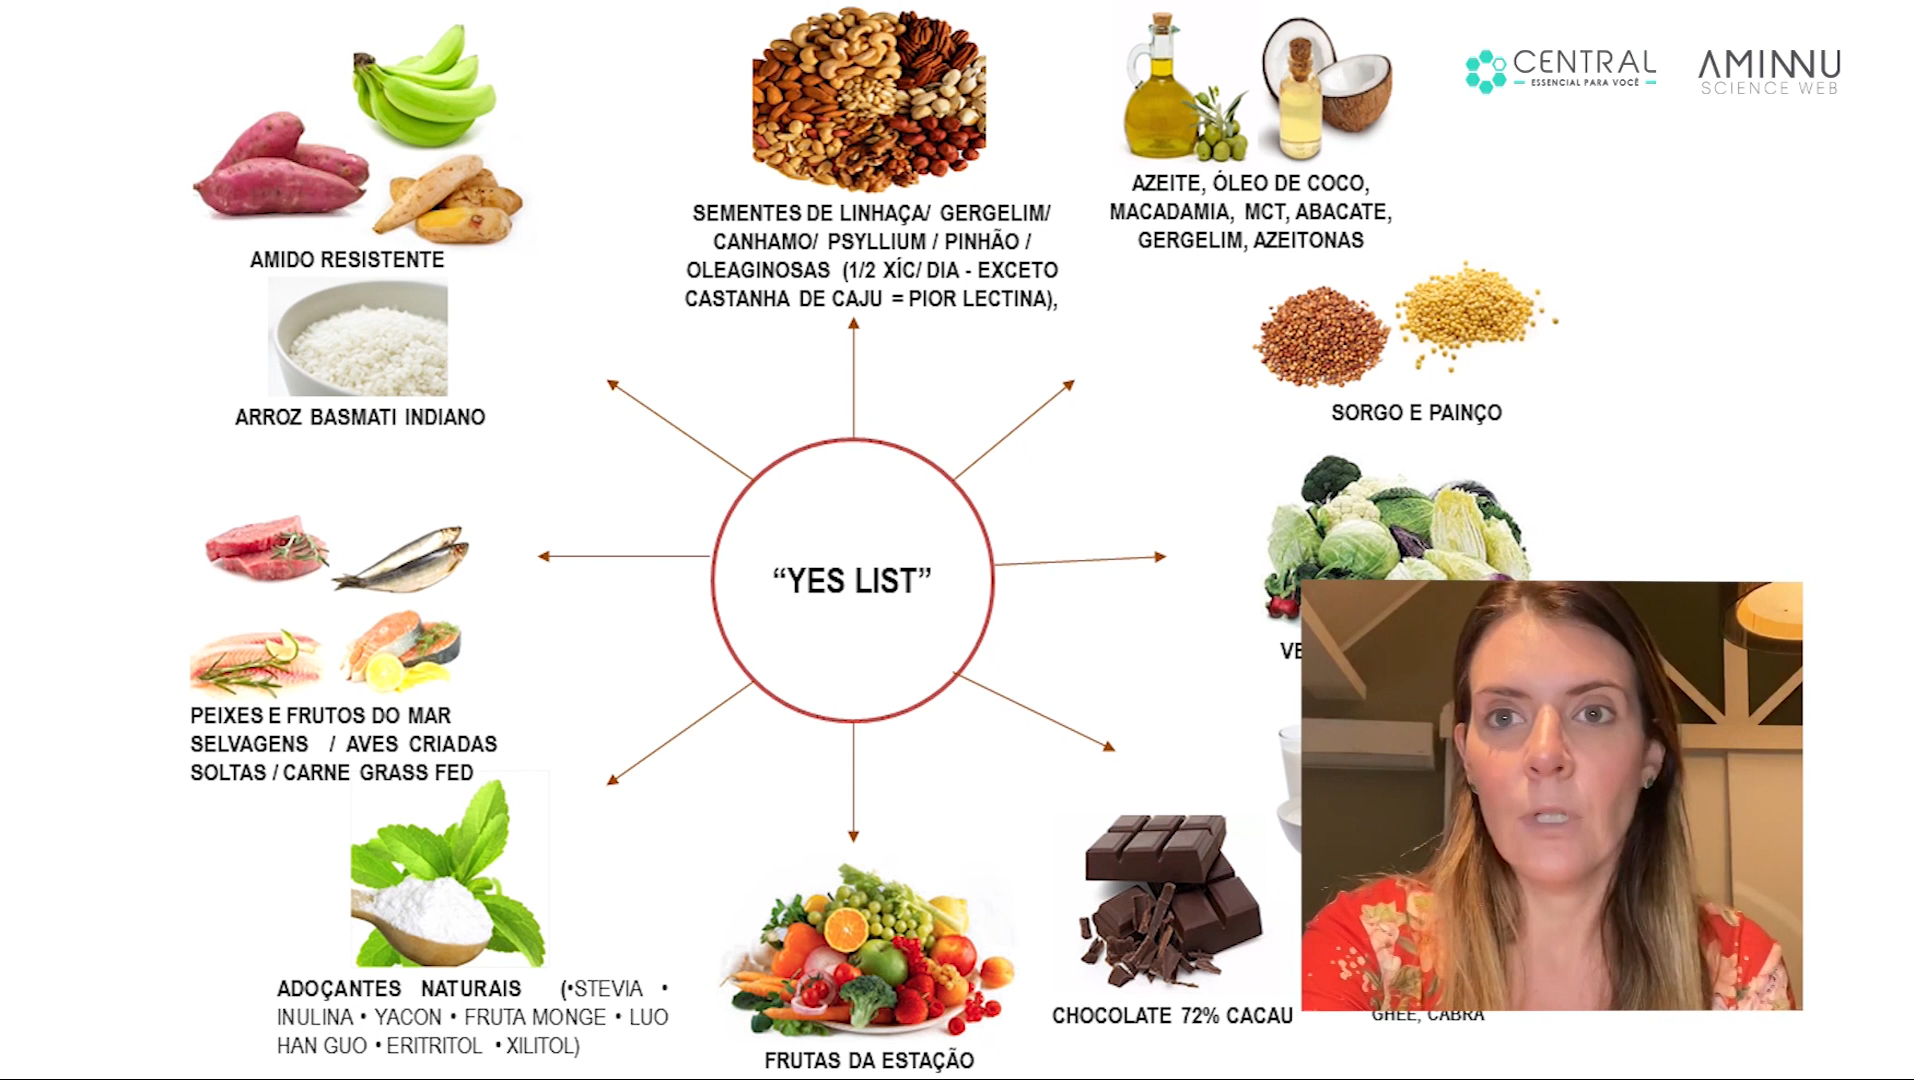 CENTRAL
ESSENCIAL PARA VOCÊ
AMINNU
SCIENCE WEB
AMIDO RESISTENTE
ARROZ BASMATI INDIANO
SEMENTES DE LINHAÇA/ GERGELIM/
CANHAMO/ PSYLLIUM / PINHÃO /
OLEAGINOSAS (1/2 XÍC/ DIA - EXCETO
CASTANHA DE CAJU = PIOR LECTINA),
AZEITE, ÓLEO DE COCO,
MACADAMIA, MCT, ABACATE,
GERGELIM, AZEITONAS
SORGO E PAINÇO
“YES LIST”
PEIXES E FRUTOS DO MAR
SELVAGENS / AVES CRIADAS
SOLTAS / CARNE GRASS FED
ADOÇANTES NATURAIS (•STEVIA •
INULINA • YACON • FRUTA MONGE • LUO
HAN GUO • ERITRITOL • XILITOL)
FRUTAS DA ESTAÇÃO
CHOCOLATE 72% CACAU
GHEE, CABRA